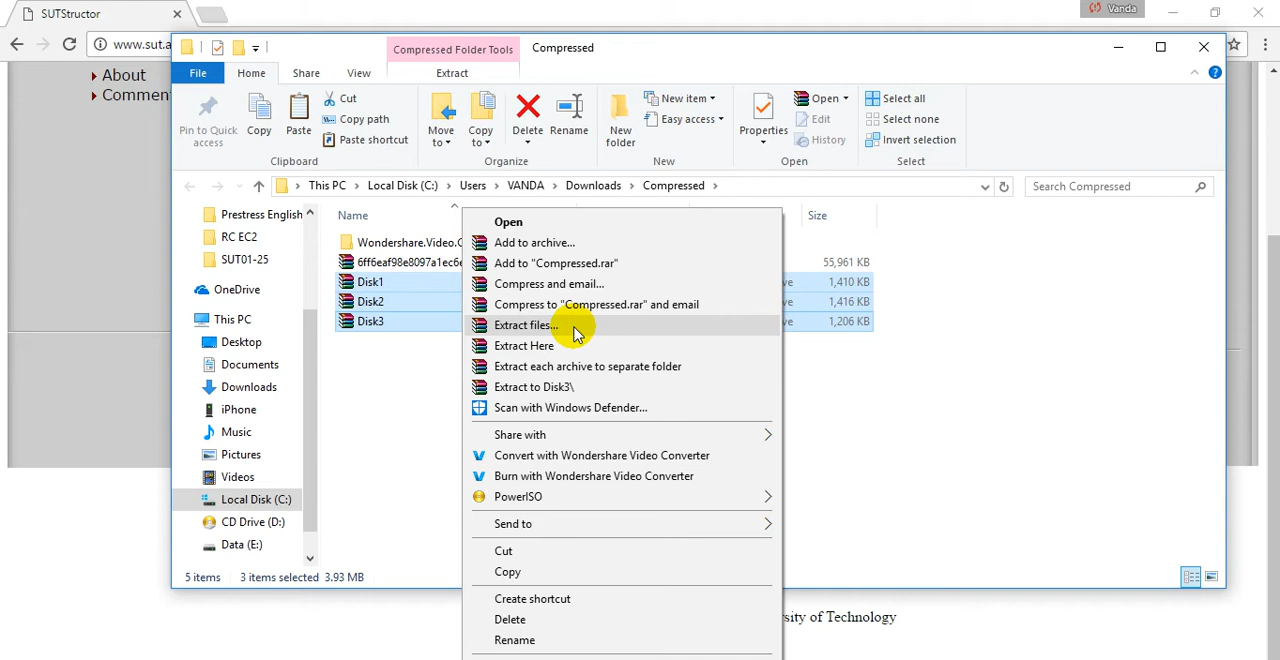 SUTStructor
Vanda
www.sut.a
About
Comment
Compressed Folder Tools
Compressed
File
Home
Share
View
Extract
Pin to Quick access
Copy
Paste
Cut
Copy path
Paste shortcut
Clipboard
Move to
Copy to
Delete
Rename
Organize
New folder
New item
Easy access
New
Properties
Open
Edit
History
Open
Select all
Select none
Invert selection
Select
This PC > Local Disk (C:) > Users > VANDA > Downloads > Compressed >
Search Compressed
Prestress English
RC EC2
SUT01-25
OneDrive
This PC
Desktop
Documents
Downloads
iPhone
Music
Pictures
Videos
Local Disk (C:)
CD Drive (D:)
Data (E:)
Name
Size
Wondershare.Video.C
6ff6eaf98e8097a1ec6e
55,961 KB
Disk1
ve
1,410 KB
Disk2
ve
1,416 KB
Disk3
ve
1,206 KB
Open
Add to archive...
Add to "Compressed.rar"
Compress and email...
Compress to "Compressed.rar" and email
Extract files...
Extract Here
Extract each archive to separate folder
Extract to Disk3\
Scan with Windows Defender...
Share with
Convert with Wondershare Video Converter
Burn with Wondershare Video Converter
PowerISO
Send to
Cut
Copy
Create shortcut
Delete
Rename
5 items
3 items selected 3.93 MB
sity of Technology